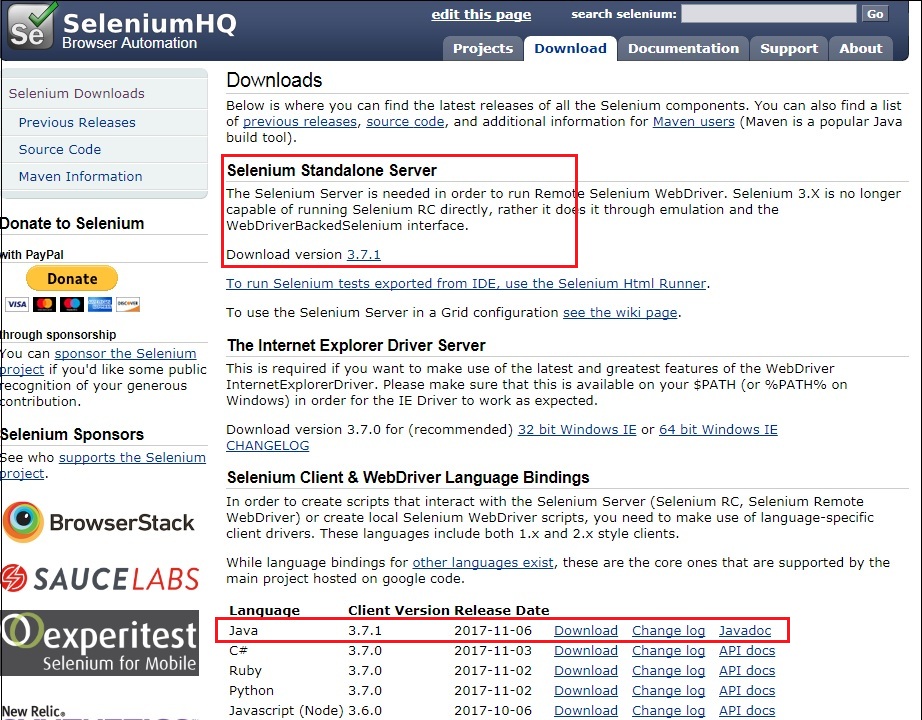 Se
SeleniumHQ
Browser Automation
edit this page
search selenium:
Go
Projects
Download
Documentation
Support
About
Selenium Downloads
Previous Releases
Source Code
Maven Information
Donate to Selenium
with PayPal
Donate
VISA
DISCOVER
through sponsorship
You can sponsor the Selenium
project if you'd like some public
recognition of your generous
contribution.
Selenium Sponsors
See who supports the Selenium
project.
BrowserStack
SAUCELABS
experitest
Selenium for Mobile
New Relic.
Downloads
Below is where you can find the latest releases of all the Selenium components. You can also find a list
of previous releases, source code, and additional information for Maven users (Maven is a popular Java
build tool).
Selenium Standalone Server
The Selenium Server is needed in order to run Remote Selenium WebDriver. Selenium 3.X is no longer
capable of running Selenium RC directly, rather it does it through emulation and the
WebDriverBackedSelenium interface.
Download version 3.7.1
To run Selenium tests exported from IDE, use the Selenium Html Runner.
To use the Selenium Server in a Grid configuration see the wiki page.
The Internet Explorer Driver Server
This is required if you want to make use of the latest and greatest features of the WebDriver
InternetExplorerDriver. Please make sure that this is available on your $PATH (or %PATH% on
Windows) in order for the IE Driver to work as expected.
Download version 3.7.0 for (recommended) 32 bit Windows IE or 64 bit Windows IE
CHANGELOG
Selenium Client & WebDriver Language Bindings
In order to create scripts that interact with the Selenium Server (Selenium RC, Selenium Remote
WebDriver) or create local Selenium WebDriver scripts, you need to make use of language-specific
client drivers. These languages include both 1.x and 2.x style clients.
While language bindings for other languages exist, these are the core ones that are supported by the
main project hosted on google code.
Language Client Version Release Date
Java 3.7.1 2017-11-06 Download Change log Javadoc
C# 3.7.0 2017-11-03 Download Change log API docs
Ruby 3.7.0 2017-11-02 Download Change log API docs
Python 3.7.0 2017-11-02 Download Change log API docs
Javascript (Node) 3.6.0 2017-10-06 Download Change log API docs